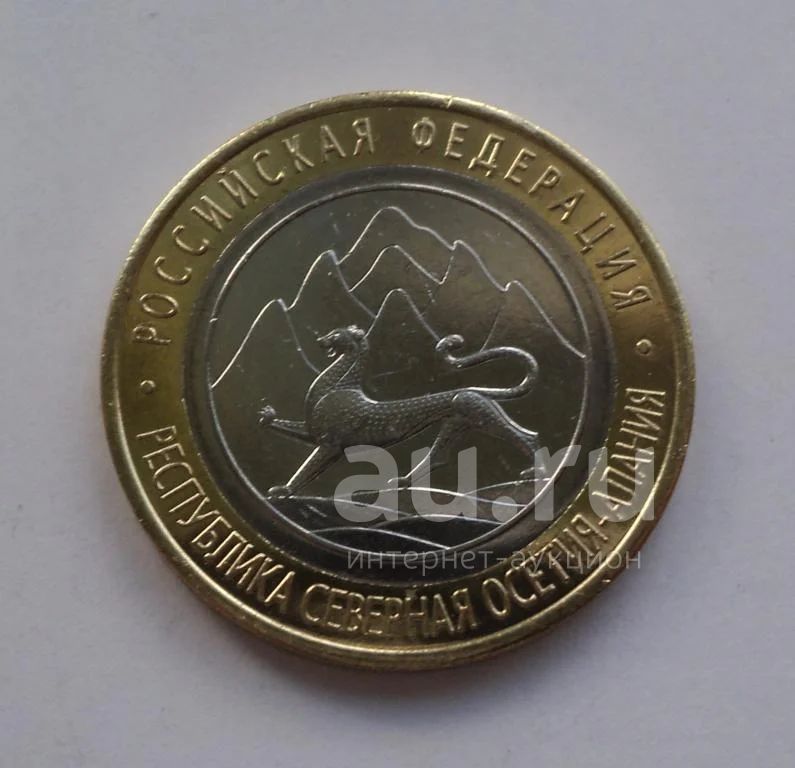 РОССИЙСКАЯ ФЕДЕРАЦИЯ
РЕСПУБЛИКА СЕВЕРНАЯ ОСЕТИЯ-АЛАНИЯ
au.ru
интернет-аукцион